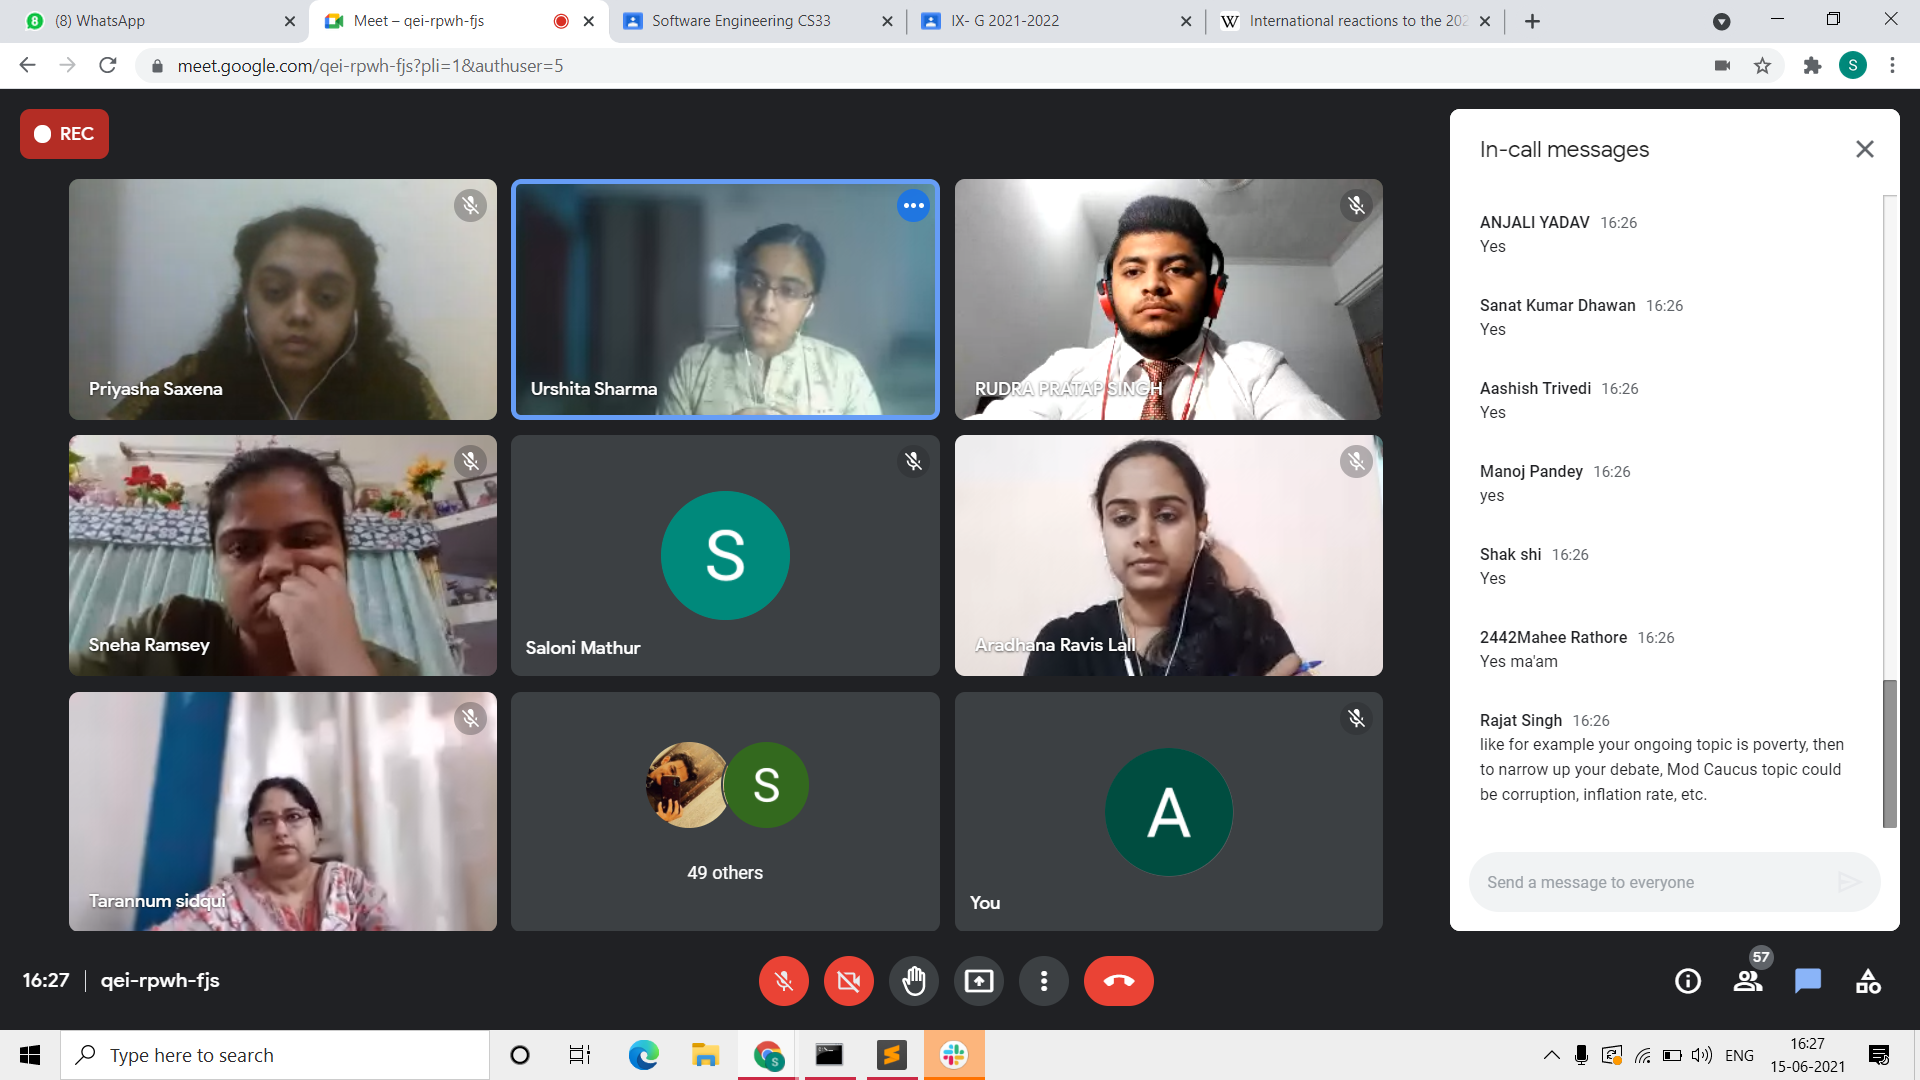 8
(8) WhatsApp
Meet – qei-rpwh-fjs
Software Engineering CS33
IX- G 2021-2022
W
International reactions to the 202
meet.google.com/qei-rpwh-fjs?pli=1&authuser=5
S
REC
Priyasha Saxena
Urshita Sharma
RUDRA PRATAP SINGH
Sneha Ramsey
S
Saloni Mathur
Aradhana Ravis Lall
Tarannum sidqui
S
49 others
A
You
In-call messages
ANJALI YADAV 16:26
Yes
Sanat Kumar Dhawan 16:26
Yes
Aashish Trivedi 16:26
Yes
Manoj Pandey 16:26
yes
Shak shi 16:26
Yes
2442Mahee Rathore 16:26
Yes ma'am
Rajat Singh 16:26
like for example your ongoing topic is poverty, then
to narrow up your debate, Mod Caucus topic could
be corruption, inflation rate, etc.
Send a message to everyone
16:27 | qei-rpwh-fjs
57
Type here to search
S
ENG
16:27
15-06-2021